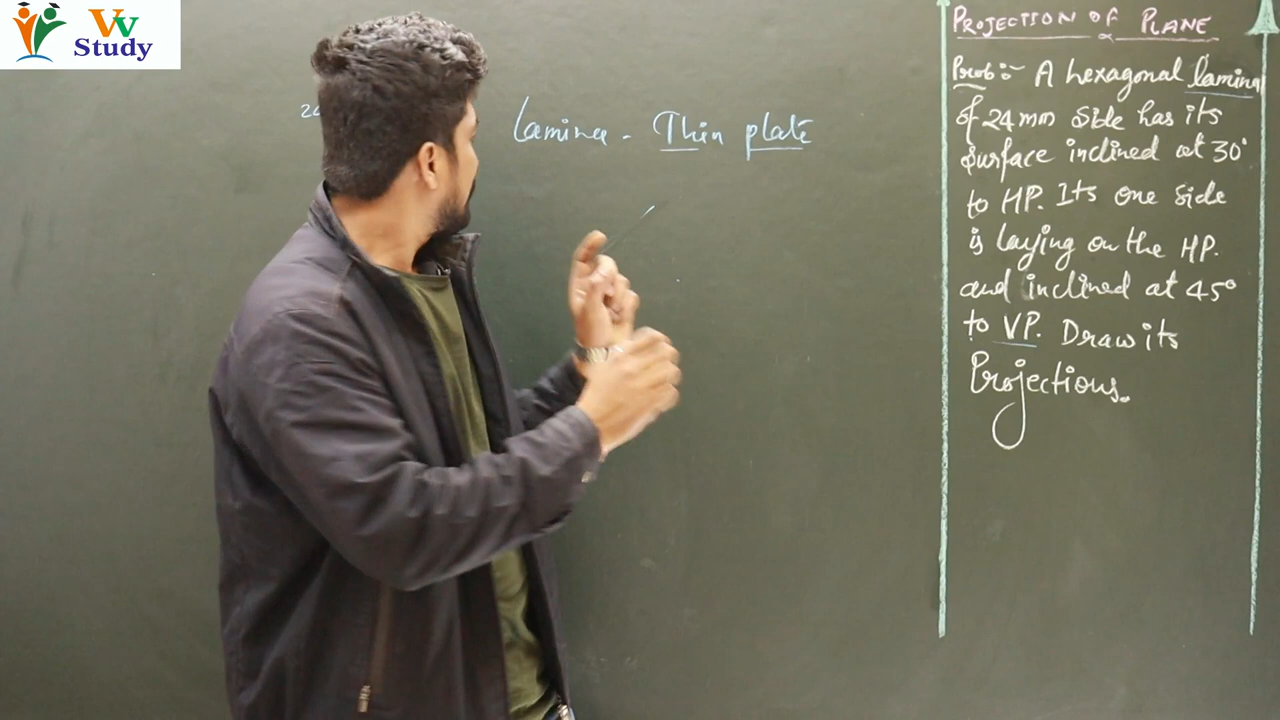 Vv
Study
Lamina - Thin plate
PROJECTION OF PLANE
Prob:- A hexagonal lamina
of 24mm side has its
surface inclined at 30°
to HP. Its one side
is laying on the HP.
and inclined at 45°
to VP. Draw its
Projections.